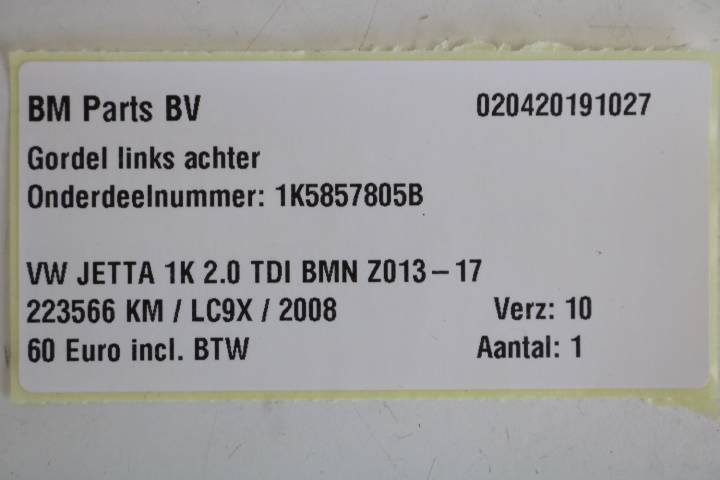 BM Parts BV 020420191027
Gordel links achter
Onderdeelnummer: 1K5857805B
VW JETTA 1K 2.0 TDI BMN Z013-17
223566 KM / LC9X / 2008 Verz: 10
60 Euro incl. BTW Aantal: 1